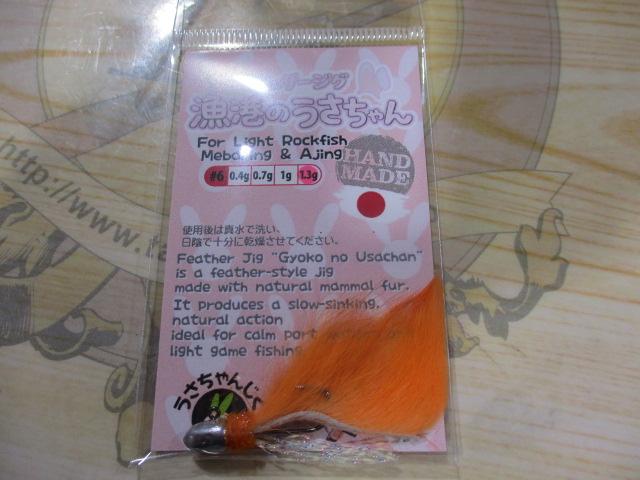 漁港のうさちゃん
For Light Rockfish
Mebaring & Ajing
HAND
MADE
#6 0.4g 0.7g 1g 1.3g
使用後は真水で洗い、
日陰で十分に乾燥させてください。
Feather Jig "Gyoko no Usachan"
is a feather-style jig
made with natural mammal fur.
It produces a slow-sinking,
natural action
ideal for calm port
light game fishing
うさちゃんじぐ
http://www.ta